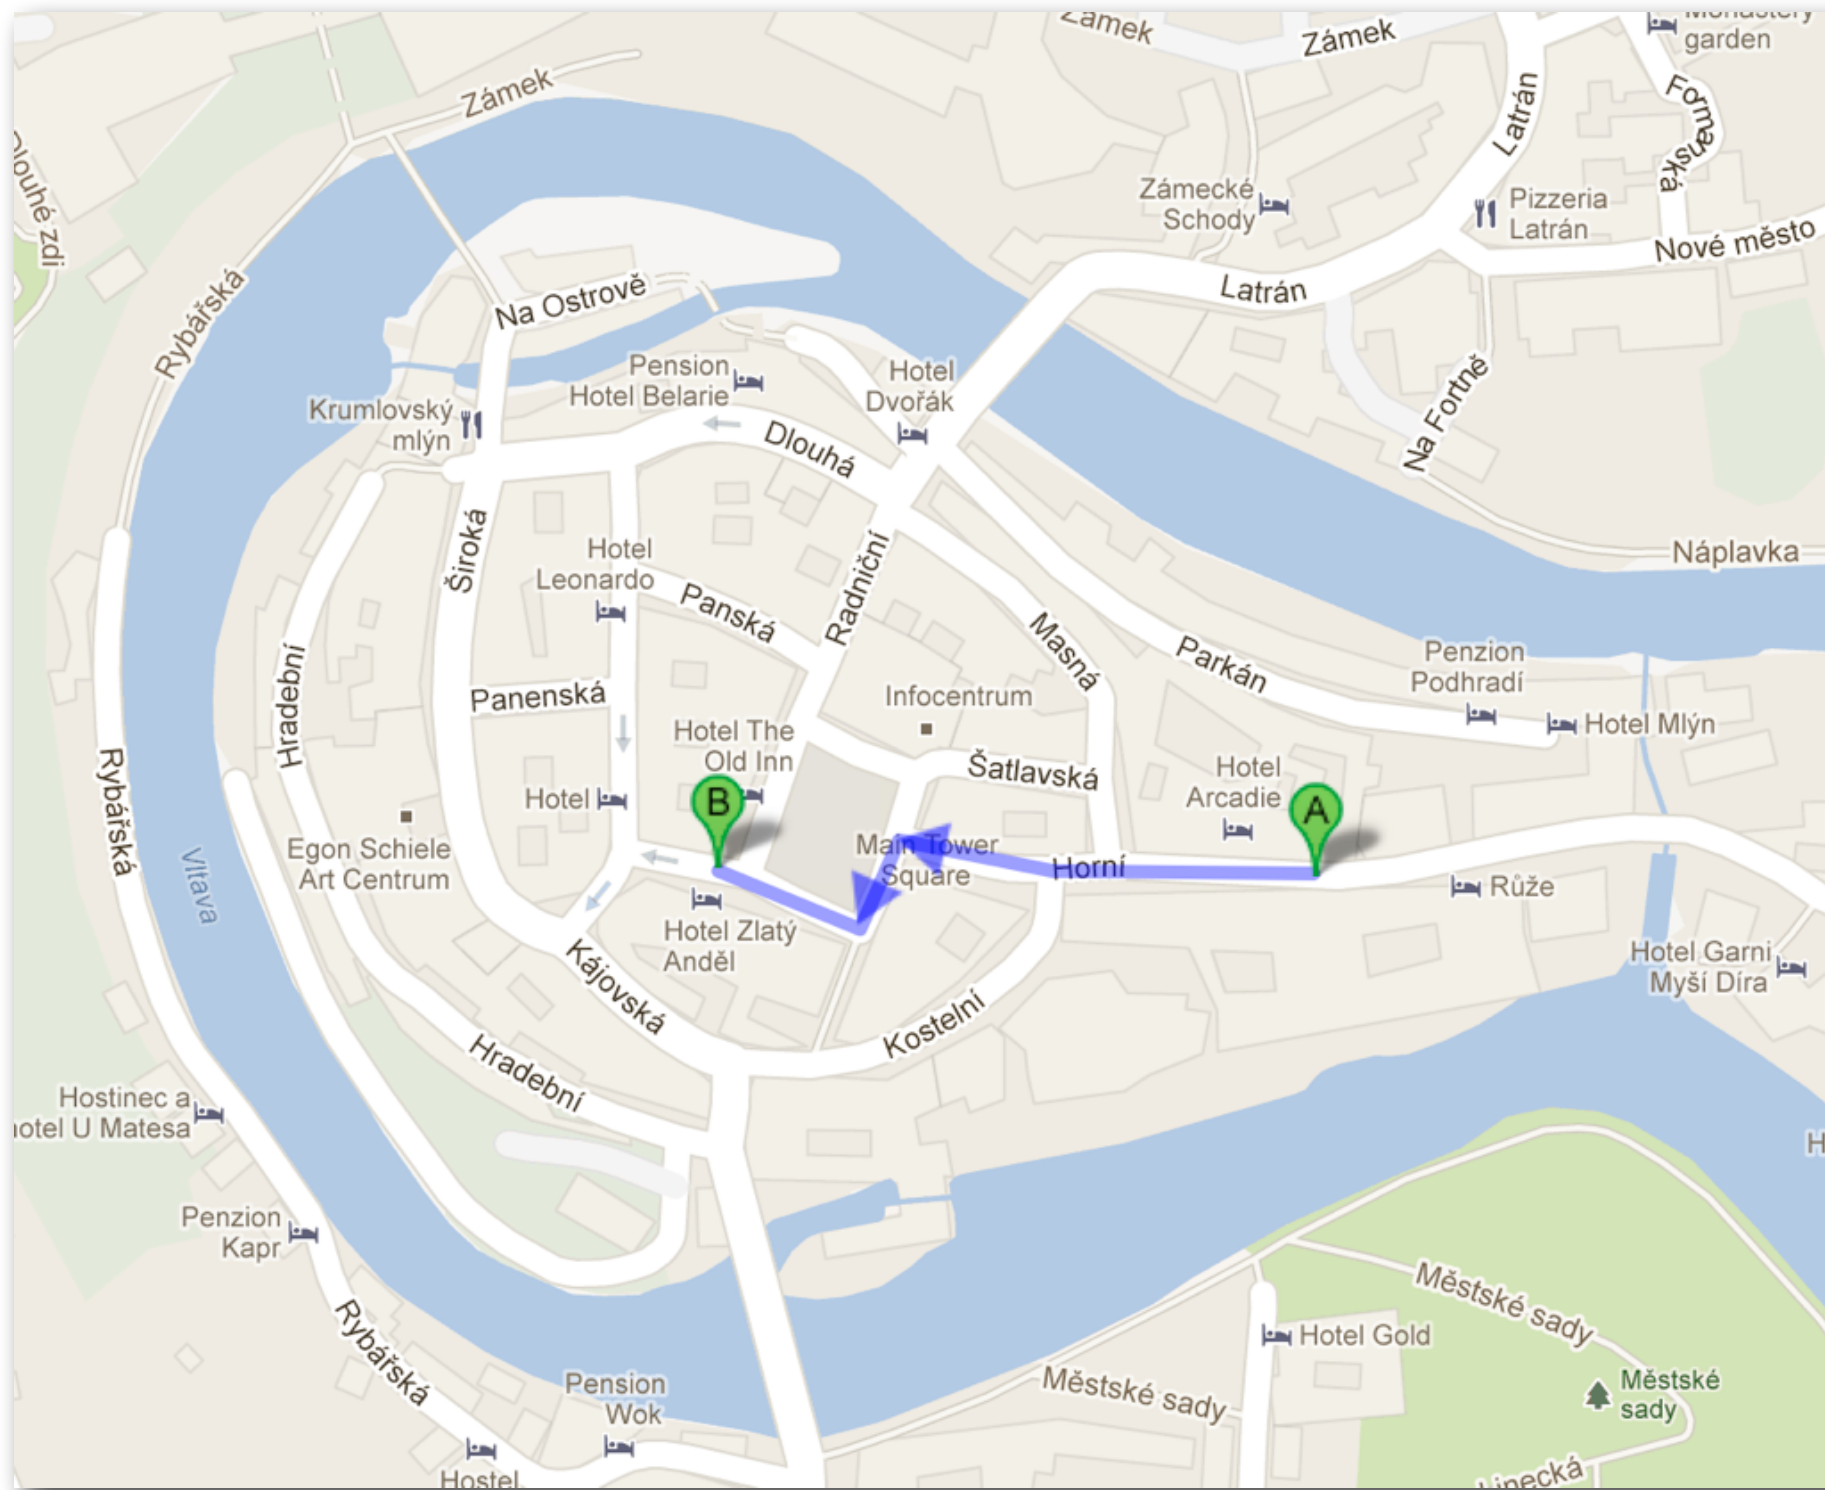 Zámek
Zámek
Monastery
garden
Zámek
Latrán
Formanská
Dlouhé zdi
Zámecké
Schody
Pizzeria
Latrán
Nové město
Rybářská
Na Ostrově
Latrán
Pension
Hotel Belarie
Hotel
Dvořák
Na Fortně
Krumlovský
mlýn
Dlouhá
Široká
Radniční
Náplavka
Hotel
Leonardo
Panská
Masná
Parkán
Penzion
Podhradí
Hradební
Panenská
Infocentrum
Hotel Mlýn
Hotel The
Old Inn
Šatlavská
Hotel
Arcadie
Rybářská
Hotel
B
A
Egon Schiele
Art Centrum
Main Tower
Square
Horní
Růže
Vltava
Hotel Zlatý
Anděl
Hotel Garni
Myší Díra
Kájovská
Kostelní
Hradební
Hostinec a
hotel U Matesa
H
Penzion
Kapr
Městské sady
Rybářská
Hotel Gold
Městské sady
Městské
sady
Pension
Wok
Hostel
Linecká